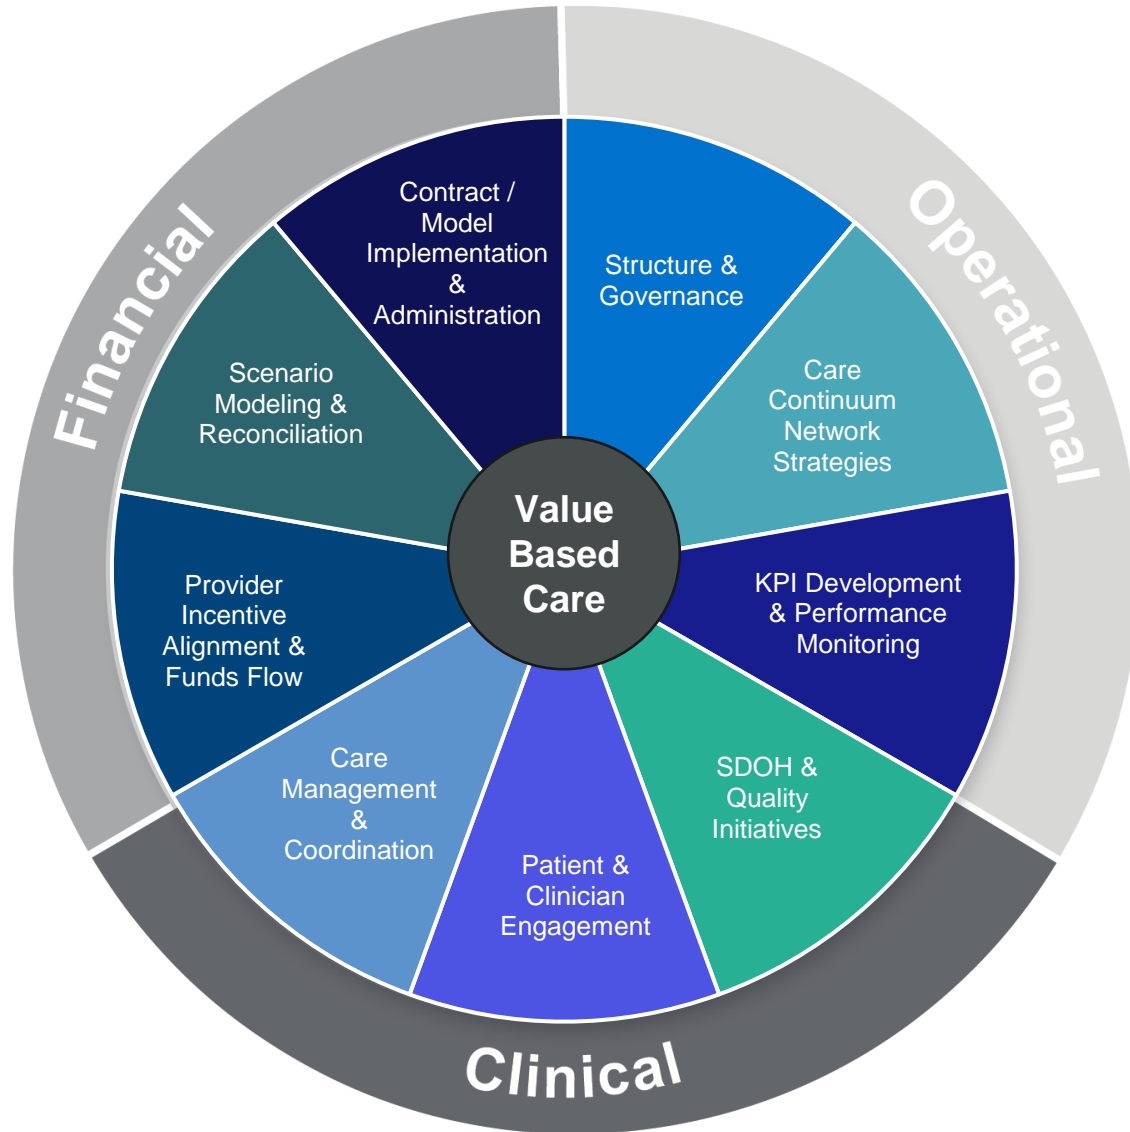 Financial
Operational
Clinical
Contract /
Model
Implementation
&
Administration
Structure &
Governance
Scenario
Modeling &
Reconciliation
Care
Continuum
Network
Strategies
Value
Based
Care
Provider
Incentive
Alignment &
Funds Flow
KPI Development
& Performance
Monitoring
Care
Management
&
Coordination
SDOH &
Quality
Initiatives
Patient &
Clinician
Engagement